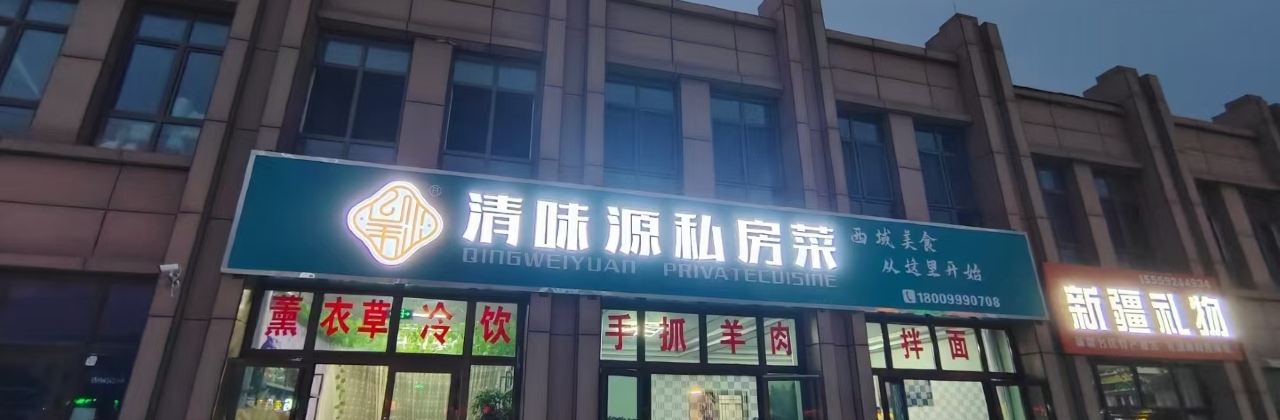 清味源私房菜
QINGWEIYUAN PRIVATECUISINE
西域美食
从这里开始
18009990708
薰衣草冷饮
手抓羊肉
拌面
新疆礼物